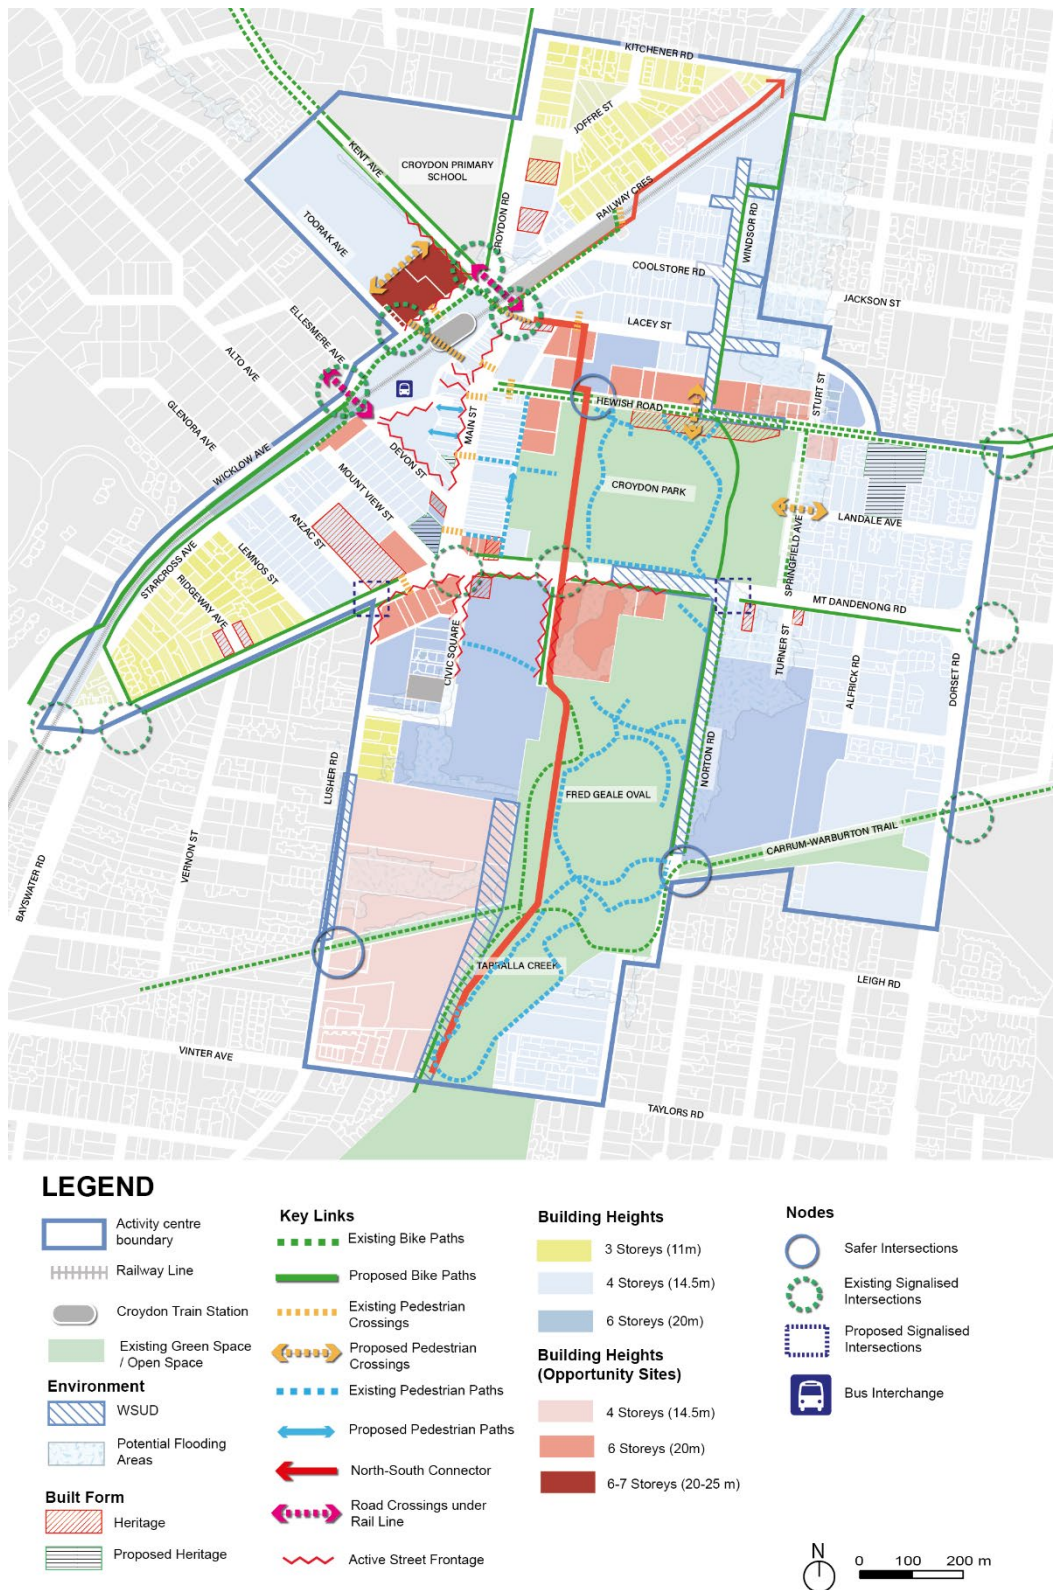 KITCHENER RD
JOFFRE ST
KENT AVE
CROYDON PRIMARY
SCHOOL
CROYDON RD
RAILWAY CRES
TOORAK AVE
WINDSOR RD
COOLSTORE RD
JACKSON ST
ELLESMERE AVE
LACEY ST
ALTO AVE
STURT ST
GLENORA AVE
HEWISH ROAD
MAIN ST
DEVON ST
WICKLOW AVE
MOUNT VIEW ST
CROYDON PARK
ANZAC ST
LANDALE AVE
SPRINGFIELD AVE
STARCROSS AVE
LEMNOS ST
RIDGEWAY AVE
MT DANDENONG RD
CIVIC SQUARE
TURNER ST
ALFRICK RD
DORSET RD
NORTON RD
LUSHER RD
FRED GEALE OVAL
VERNON ST
CARRUM-WARBURTON TRAIL
BAYSWATER RD
TARRALLA CREEK
LEIGH RD
VINTER AVE
TAYLORS RD
LEGEND
Activity centre
boundary
Railway Line
Croydon Train Station
Existing Green Space
/ Open Space
Environment
WSUD
Potential Flooding
Areas
Built Form
Heritage
Proposed Heritage
Key Links
Existing Bike Paths
Proposed Bike Paths
Existing Pedestrian
Crossings
Proposed Pedestrian
Crossings
Existing Pedestrian Paths
Proposed Pedestrian Paths
North-South Connector
Road Crossings under
Rail Line
Active Street Frontage
Building Heights
3 Storeys (11m)
4 Storeys (14.5m)
6 Storeys (20m)
Building Heights
(Opportunity Sites)
4 Storeys (14.5m)
6 Storeys (20m)
6-7 Storeys (20-25 m)
Nodes
Safer Intersections
Existing Signalised
Intersections
Proposed Signalised
Intersections
Bus Interchange
N
0 100 200 m